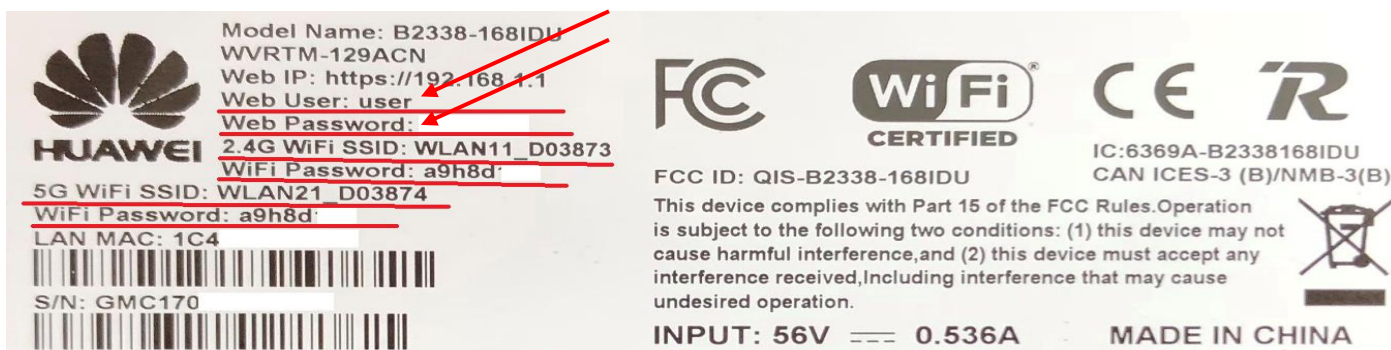 Model Name: B2338-168IDU
WVRTM-129ACN
Web IP: https://192.168.1.1
Web User: user
Web Password:
HUAWEI
2.4G WiFi SSID: WLAN11_D03873
WiFi Password: a9h8d
5G WiFi SSID: WLAN21_D03874
WiFi Password: a9h8d
LAN MAC: 1C4
S/N: GMC170
FC
Wi Fi®
CERTIFIED
CE
R
IC:6369A-B2338168IDU
FCC ID: QIS-B2338-168IDU
CAN ICES-3 (B)/NMB-3(B)
This device complies with Part 15 of the FCC Rules.Operation
is subject to the following two conditions: (1) this device may not
cause harmful interference,and (2) this device must accept any
interference received,Including interference that may cause
undesired operation.
INPUT: 56V ⎓ 0.536A
MADE IN CHINA